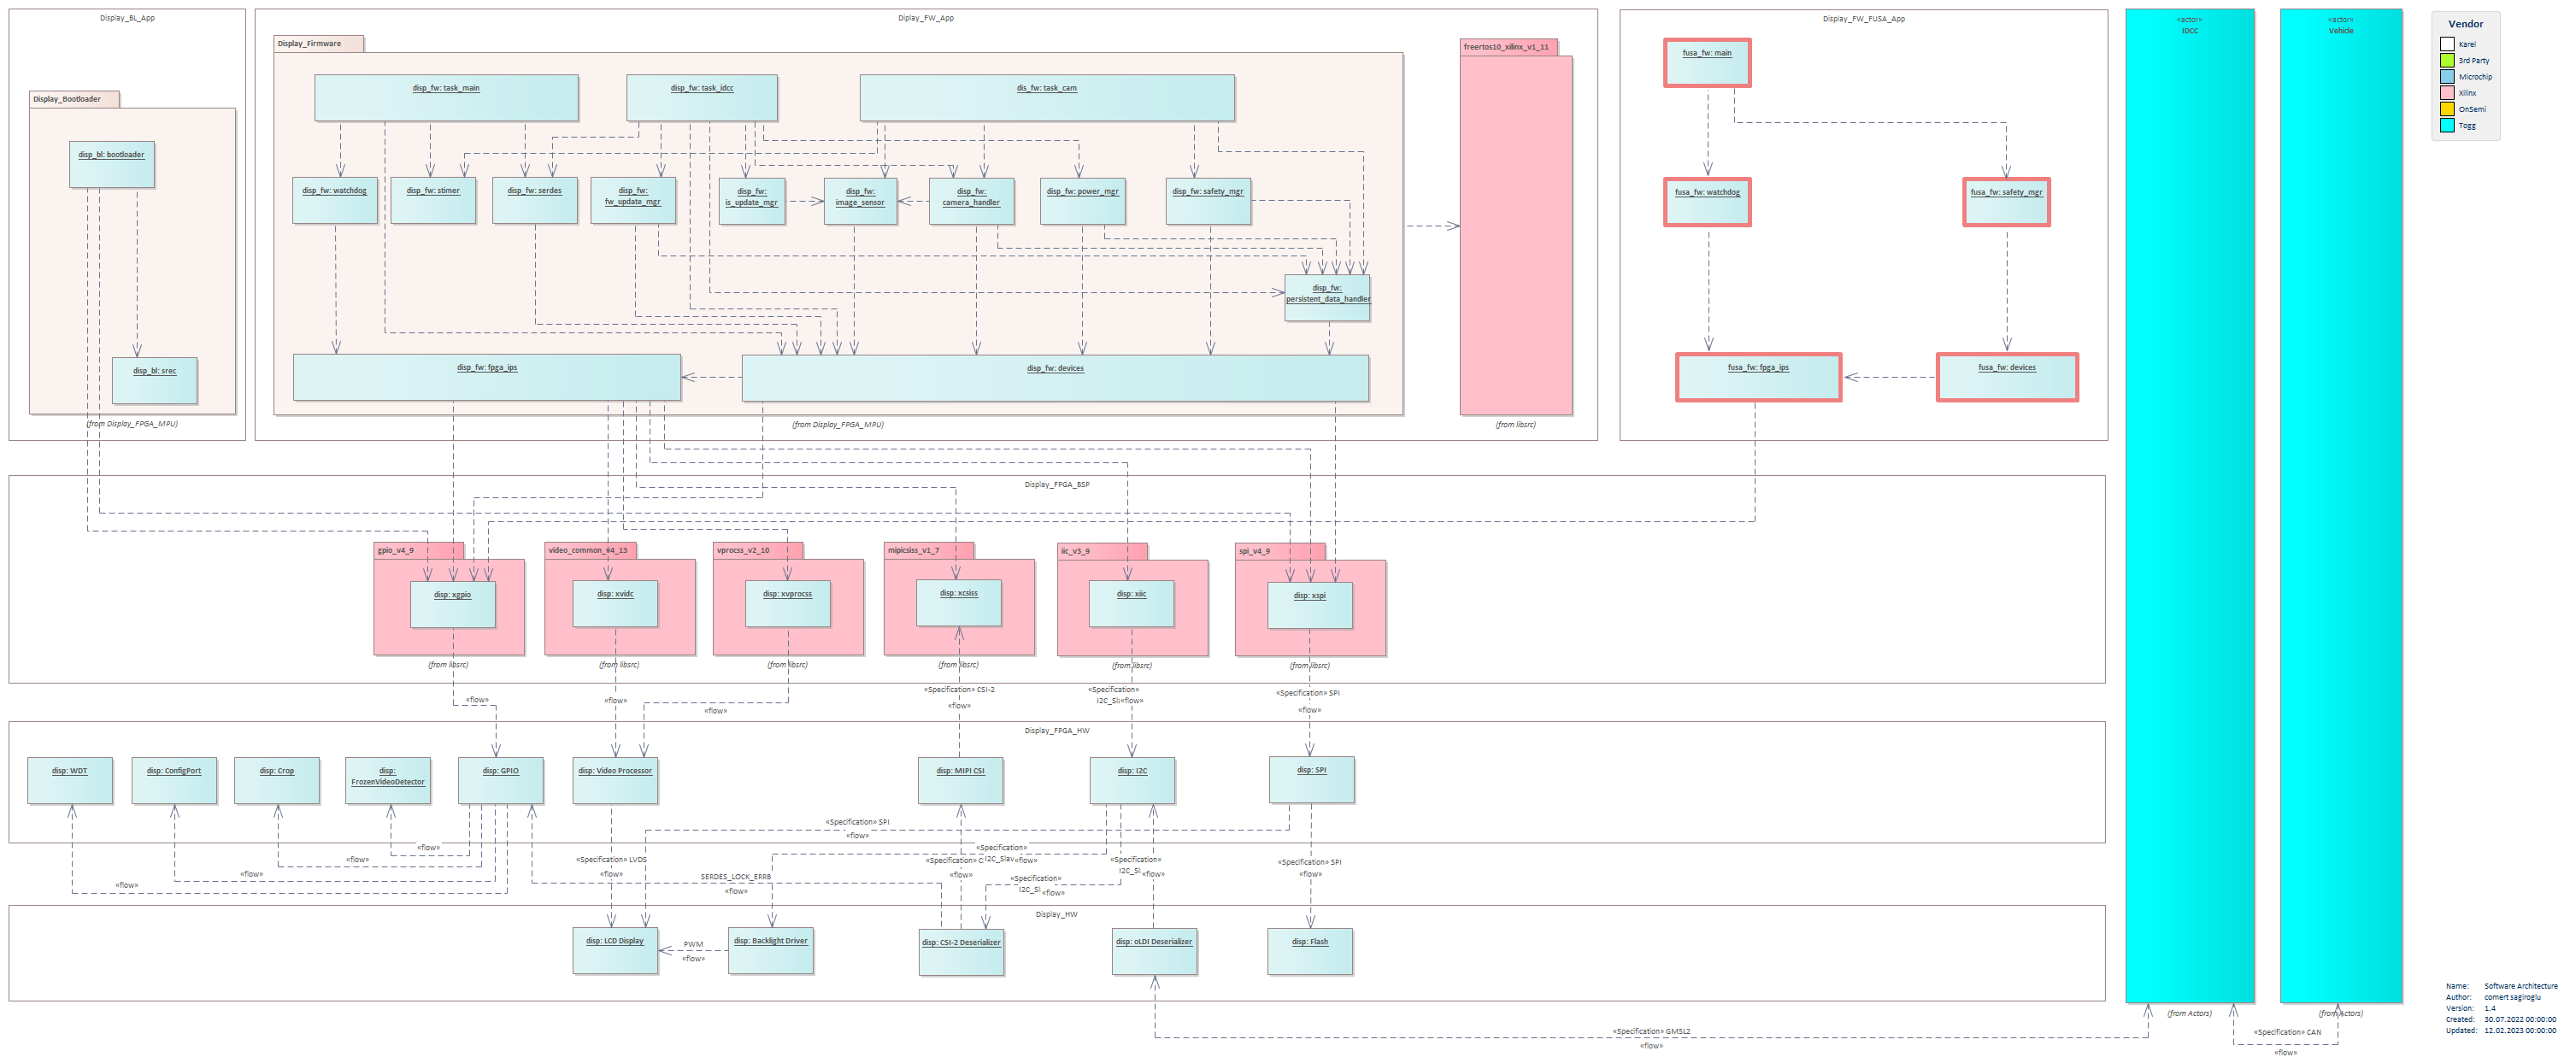 Display_BL_App
Diplay_FW_App
Display_FW_FUSA_App
«actor»
IDCC
«actor»
Vehicle
Vendor
Karel
3rd Party
Microchip
Xilinx
OnSemi
Togg
Display_Firmware
freertos10_xilinx_v1_11
fusa_fw: main
disp_fw: task_main
disp_fw: task_idcc
dis_fw: task_cam
Display_Bootloader
disp_bl: bootloader
disp_fw: watchdog
disp_fw: stimer
disp_fw: serdes
disp_fw:
fw_update_mgr
disp_fw:
is_update_mgr
disp_fw:
image_sensor
disp_fw:
camera_handler
disp_fw: power_mgr
disp_fw: safety_mgr
fusa_fw: watchdog
fusa_fw: safety_mgr
disp_fw:
persistent_data_handler
disp_bl: srec
disp_fw: fpga_ips
disp_fw: devices
fusa_fw: fpga_ips
fusa_fw: devices
(from Display_FPGA_MPU)
(from Display_FPGA_MPU)
(from libsrc)
Display_FPGA_BSP
gpio_v4_9
video_common_v4_13
vprocss_v2_10
mipicsiss_v1_7
iic_v3_9
spi_v4_9
disp: xgpio
disp: xvidc
disp: xvprocss
disp: xcsiss
disp: xiic
disp: xspi
(from libsrc)
(from libsrc)
(from libsrc)
(from libsrc)
(from libsrc)
(from libsrc)
«flow»
«flow»
«flow»
«Specification» CSI-2
«flow»
«Specification»
I2C_Sl
«flow»
«Specification» SPI
«flow»
Display_FPGA_HW
disp: WDT
disp: ConfigPort
disp: Crop
disp:
FrozenVideoDetector
disp: GPIO
disp: Video Processor
disp: MIPI CSI
disp: I2C
disp: SPI
«Specification» SPI
«flow»
«flow»
«flow»
«flow»
«flow»
«Specification» LVDS
«flow»
«Specification»
I2C_Slav
«flow»
«Specification» C
«flow»
SERDES_LOCK_ERRB
«flow»
«Specification»
I2C_Sl
«flow»
«Specification»
I2C_Sl
«flow»
«Specification» SPI
«flow»
Display_HW
disp: LCD Display
PWM
«flow»
disp: Backlight Driver
disp: CSI-2 Deserializer
disp: oLDI Deserializer
disp: Flash
«Specification» GMSL2
«flow»
(from Actors)
(from Actors)
«Specification» CAN
«flow»
Name: Software Architecture
Author: comert sagiroglu
Version: 1.4
Created: 30.07.2022 00:00:00
Updated: 12.02.2023 00:00:00